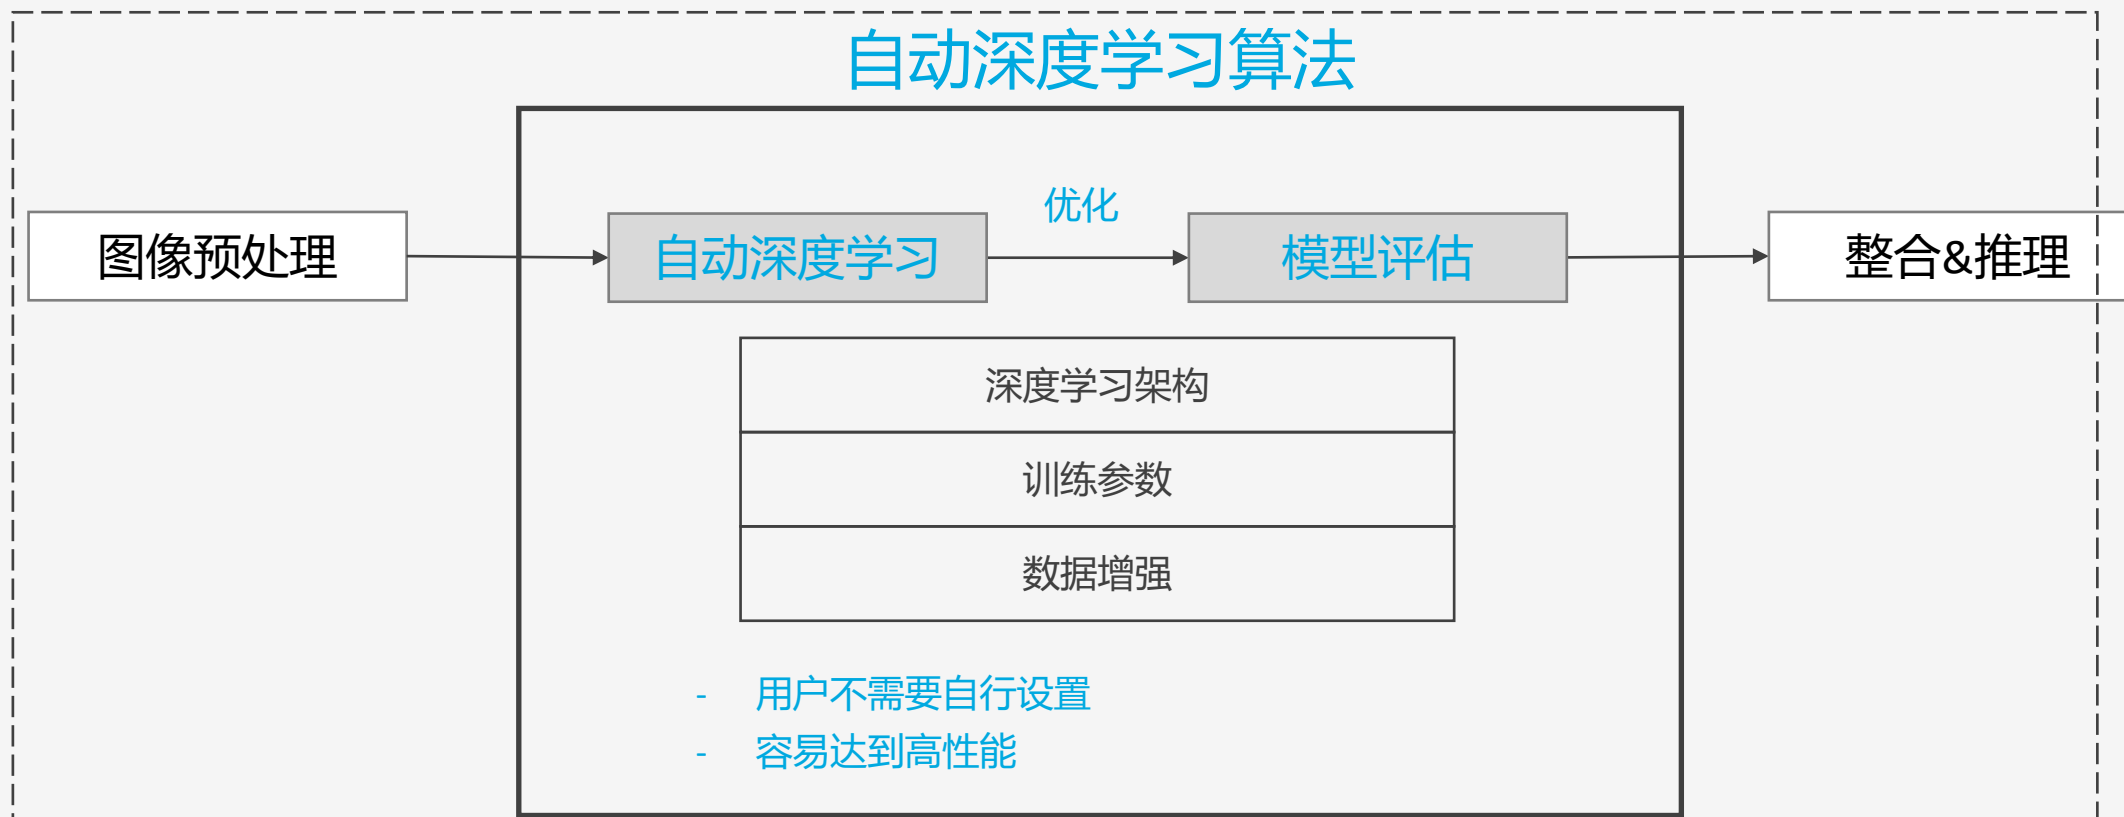 自动深度学习算法
优化
图像预处理
自动深度学习
模型评估
整合&推理
深度学习架构
训练参数
数据增强
- 用户不需要自行设置
- 容易达到高性能